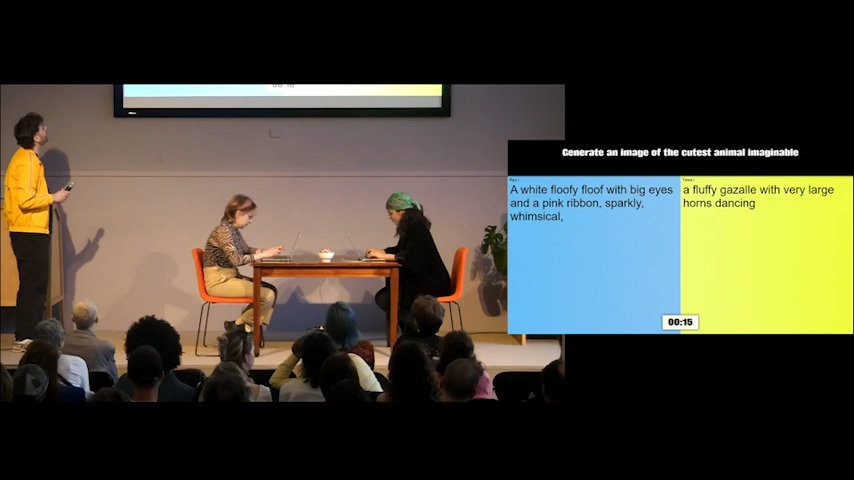 Generate an image of the cutest animal imaginable
A white floofy floof with big eyes
and a pink ribbon, sparkly,
whimsical,
a fluffy gazalle with very large
horns dancing
00:15